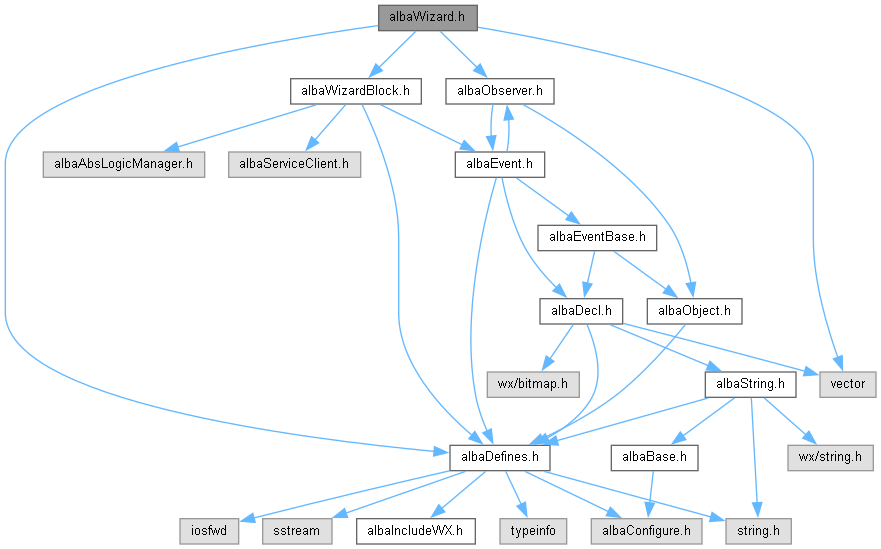 albaWizard.h
albaWizardBlock.h
albaObserver.h
albaAbsLogicManager.h
albaServiceClient.h
albaEvent.h
albaEventBase.h
albaDecl.h
albaObject.h
wx/bitmap.h
albaString.h
vector
albaDefines.h
albaBase.h
wx/string.h
iosfwd
sstream
albaIncludeWX.h
typeinfo
albaConfigure.h
string.h